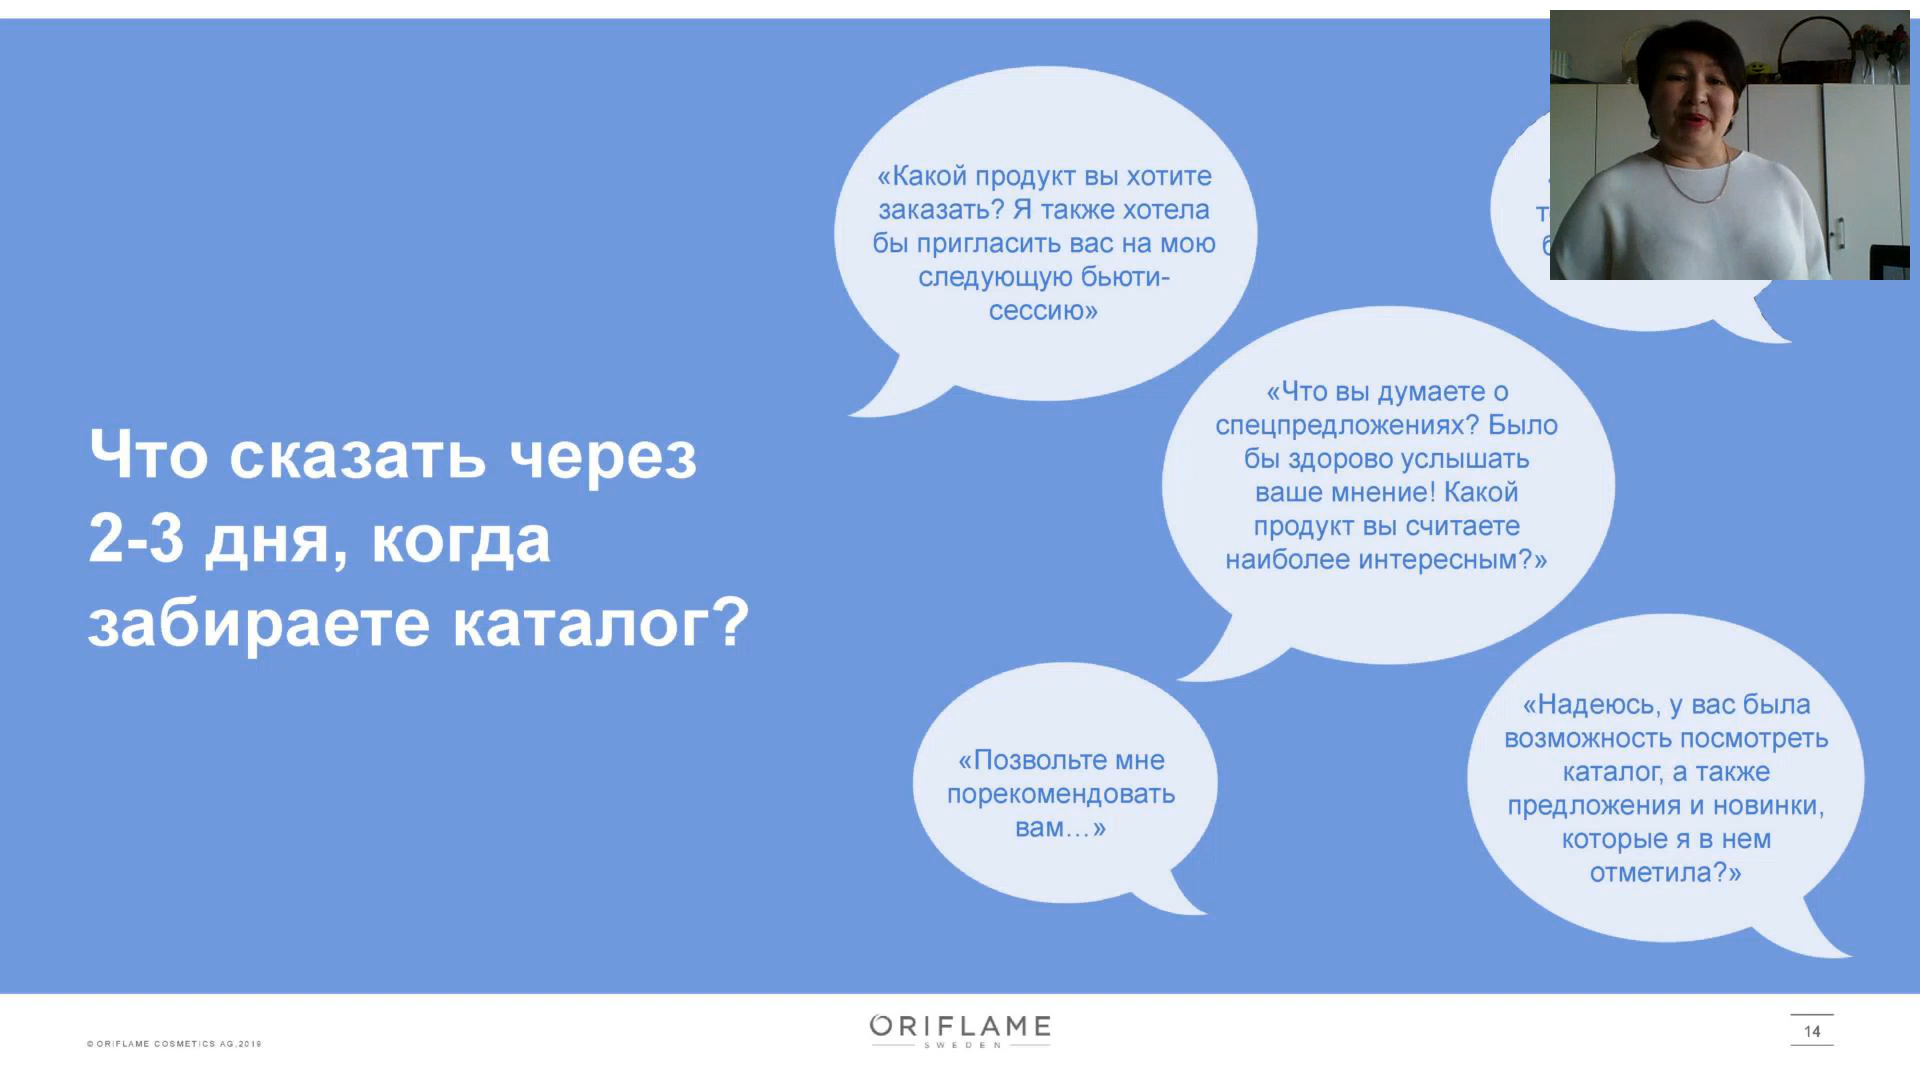 Что сказать через
2-3 дня, когда
забираете каталог?
«Какой продукт вы хотите
заказать? Я также хотела
бы пригласить вас на мою
следующую бьюти-
сессию»
«Что вы думаете о
спецпредложениях? Было
бы здорово услышать
ваше мнение! Какой
продукт вы считаете
наиболее интересным?»
«Позвольте мне
порекомендовать
вам...»
«Надеюсь, у вас была
возможность посмотреть
каталог, а также
предложения и новинки,
которые я в нем
отметила?»
© ORIFLAME COSMETICS AG, 2019
ORIFLAME
SWEDEN
14